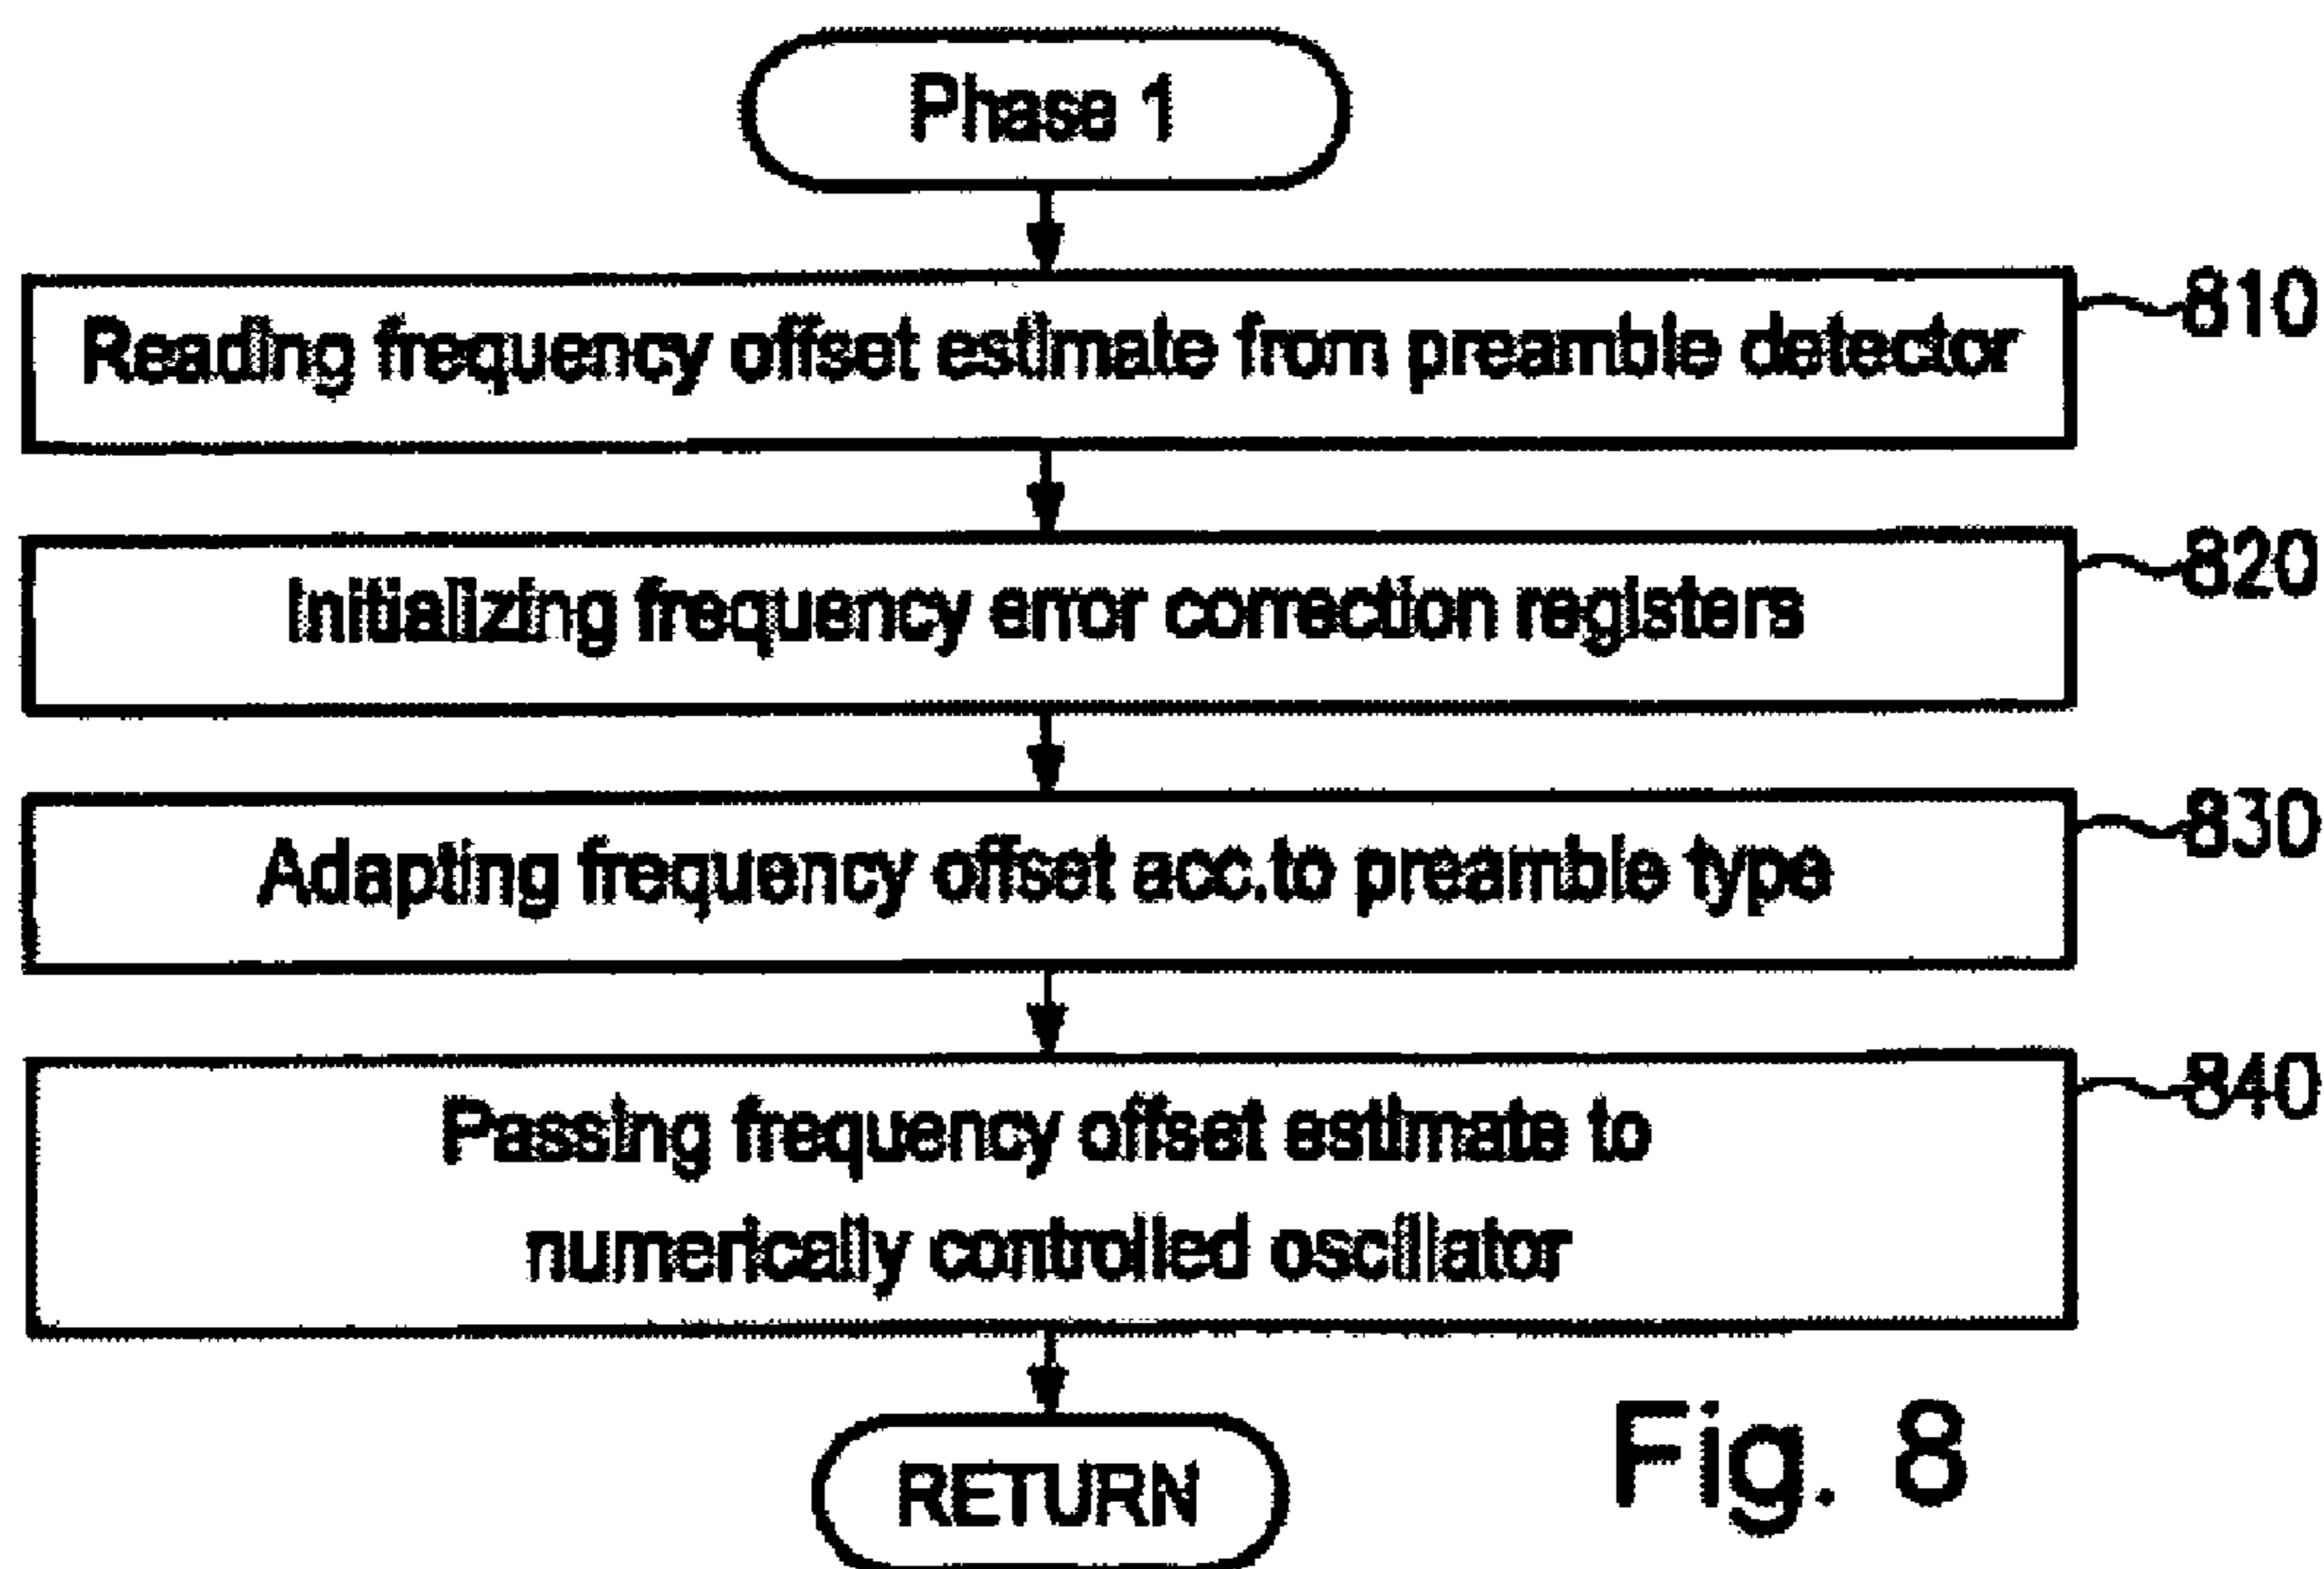 Phase 1
Reading frequency offset estimate from preamble detector
810
Initializing frequency error correction registers
820
Adapting frequency offset acc.to preamble type
830
Passing frequency offset estimate to
numerically controlled oscillator
840
RETURN
Fig. 8